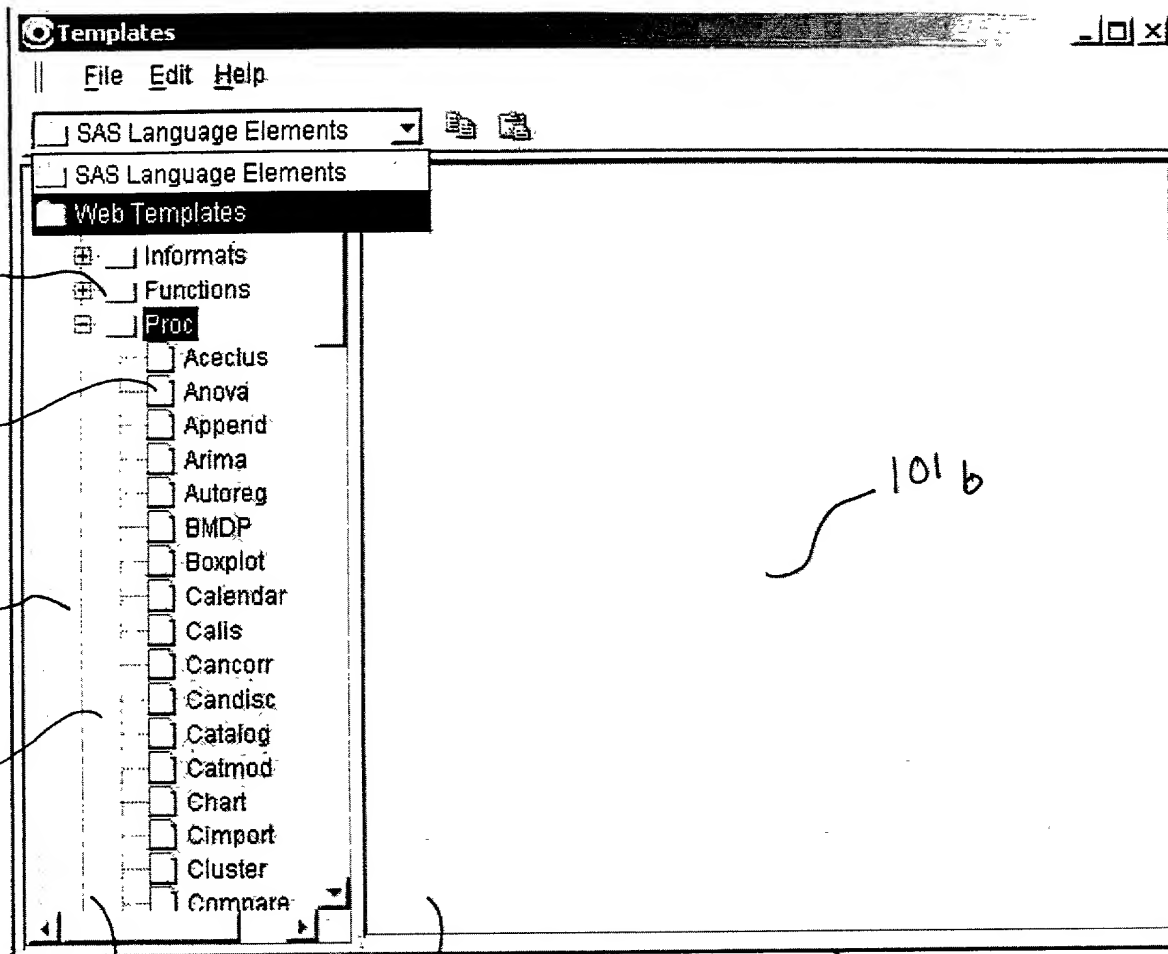 Templates
File Edit Help
SAS Language Elements
SAS Language Elements
Web Templates
Informats
Functions
Proc
Aceclus
Anova
Append
Arima
Autoreg
BMDP
Boxplot
Calendar
Calis
Cancorr
Candisc
Catalog
Catmod
Chart
Cimport
Cluster
Compare
101b